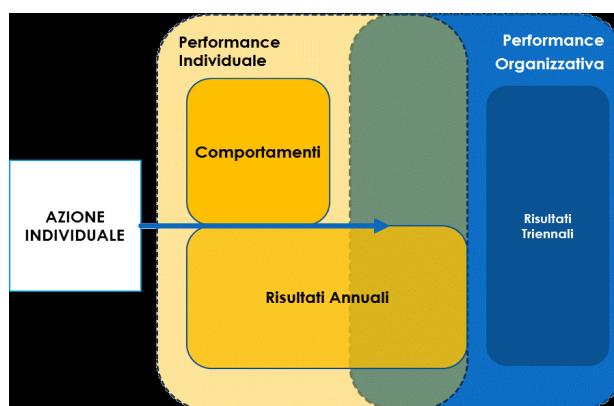 Performance
Individuale
Performance
Organizzativa
Comportamenti
AZIONE
INDIVIDUALE
Risultati
Triennali
Risultati Annuali